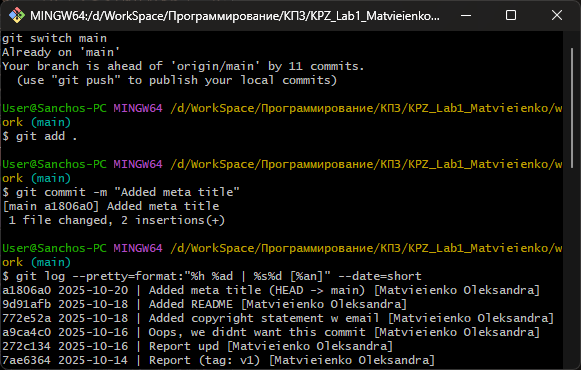 MINGW64:/d/WorkSpace/Программирование/КПЗ/KPZ_Lab1_Matvieienko...
git switch main
Already on 'main'
Your branch is ahead of 'origin/main' by 11 commits.
  (use "git push" to publish your local commits)
User@Sanchos-PC MINGW64 /d/WorkSpace/Программирование/КПЗ/KPZ_Lab1_Matvieienko/w
ork (main)
$ git add .
User@Sanchos-PC MINGW64 /d/WorkSpace/Программирование/КПЗ/KPZ_Lab1_Matvieienko/w
ork (main)
$ git commit -m "Added meta title"
[main a1806a0] Added meta title
 1 file changed, 2 insertions(+)
User@Sanchos-PC MINGW64 /d/WorkSpace/Программирование/КПЗ/KPZ_Lab1_Matvieienko/w
ork (main)
$ git log --pretty=format:"%h %ad | %s%d [%an]" --date=short
a1806a0 2025-10-20 | Added meta title (HEAD -> main) [Matvieienko Oleksandra]
9d91afb 2025-10-18 | Added README [Matvieienko Oleksandra]
772e52a 2025-10-18 | Added copyright statement w email [Matvieienko Oleksandra]
a9ca4c0 2025-10-16 | Oops, we didnt want this commit [Matvieienko Oleksandra]
272c134 2025-10-16 | Report upd [Matvieienko Oleksandra]
7ae6364 2025-10-14 | Report (tag: v1) [Matvieienko Oleksandra]